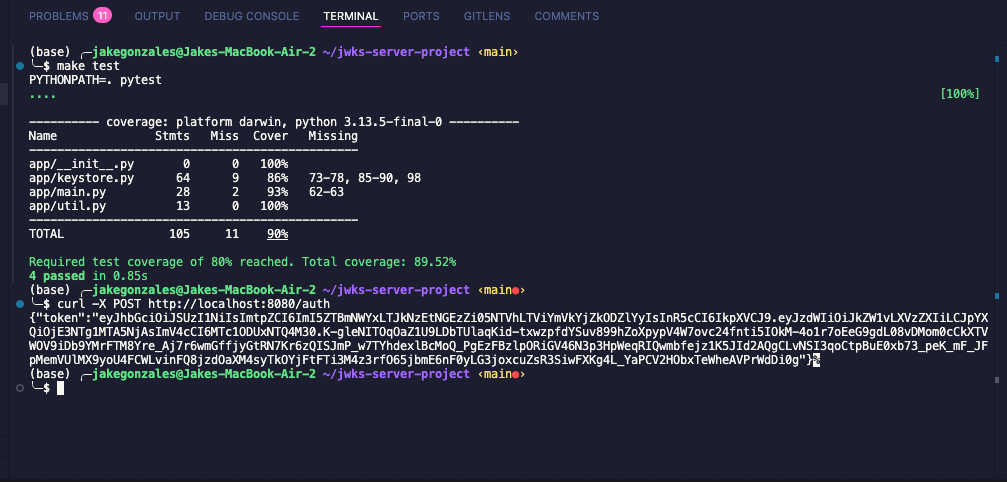 PROBLEMS 11 OUTPUT DEBUG CONSOLE TERMINAL PORTS GITLENS COMMENTS
(base) ╭─jakegonzales@Jakes-MacBook-Air-2 ~/jwks-server-project ‹main›
╰─$ make test
PYTHONPATH=. pytest
.... [100%]
---------- coverage: platform darwin, python 3.13.5-final-0 ----------
Name Stmts Miss Cover Missing
-----------------------------------------------
app/__init__.py 0 0 100%
app/keystore.py 64 9 86% 73-78, 85-90, 98
app/main.py 28 2 93% 62-63
app/util.py 13 0 100%
-----------------------------------------------
TOTAL 105 11 90%
Required test coverage of 80% reached. Total coverage: 89.52%
4 passed in 0.85s
(base) ╭─jakegonzales@Jakes-MacBook-Air-2 ~/jwks-server-project ‹main●›
╰─$ curl -X POST http://localhost:8080/auth
{"token":"eyJhbGciOiJSUzI1NiIsImtpZCI6ImI5ZTBmNWYxLTJkNzEtNGEzZi05NTVhLTViYmVkYjZkODZlYyIsInR5cCI6IkpXVCJ9.eyJzdWIiOiJkZW1vLXVzZXIiLCJpYX
QiOjE3NTg1MTA5NjAsImV4cCI6MTc1ODUxNTQ4M30.K-gleNITOqOaZ1U9LDbTUlaqKid-txwzpfdYSuv899hZoXpypV4W7ovc24fnti5IOkM-4o1r7oEeG9gdL08vDMom0cCkXTV
WOV9iDb9YMrFTM8Yre_Aj7r6wmGffjyGtRN7Kr6zQISJmP_w7TYhdexlBcMoQ_PgEzFBzlpORiGV46N3p3HpWeqRIQwmbfejz1K5JId2AQgCLvNSI3qoCtpBuE0xb73_peK_mF_JF
pMemVUlMX9yoU4FCWLvinFQ8jzdOaXM4syTkOYjFtFTi3M4z3rfO65jbmE6nF0yLG3joxcuZsR3SiwFXKg4L_YaPCV2HObxTeWheAVPrWdDi0g"}%
(base) ╭─jakegonzales@Jakes-MacBook-Air-2 ~/jwks-server-project ‹main●›
╰─$